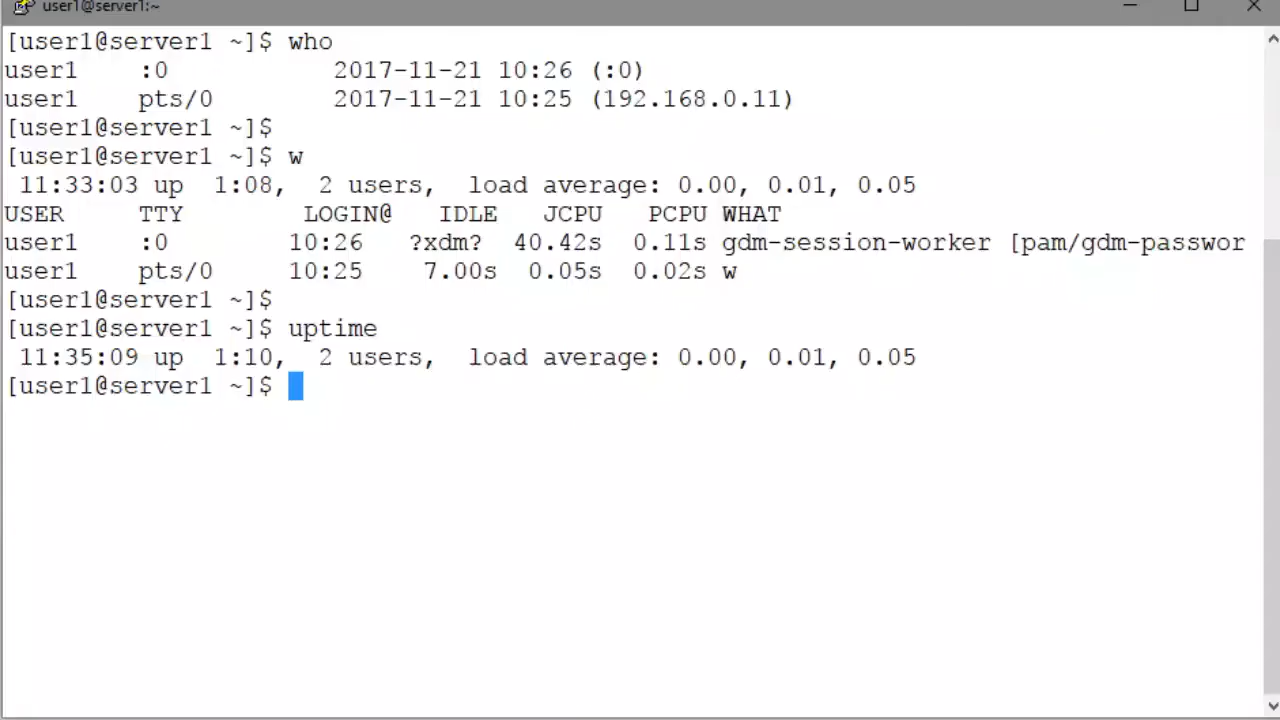 user1@server1:~
[user1@server1 ~]$ who
user1    :0           2017-11-21 10:26 (:0)
user1    pts/0        2017-11-21 10:25 (192.168.0.11)
[user1@server1 ~]$
[user1@server1 ~]$ w
 11:33:03 up  1:08,  2 users,  load average: 0.00, 0.01, 0.05
USER     TTY        LOGIN@   IDLE   JCPU   PCPU WHAT
user1    :0        10:26   ?xdm?  40.42s  0.11s gdm-session-worker [pam/gdm-passwor
user1    pts/0     10:25    7.00s  0.05s  0.02s w
[user1@server1 ~]$
[user1@server1 ~]$ uptime
 11:35:09 up  1:10,  2 users,  load average: 0.00, 0.01, 0.05
[user1@server1 ~]$